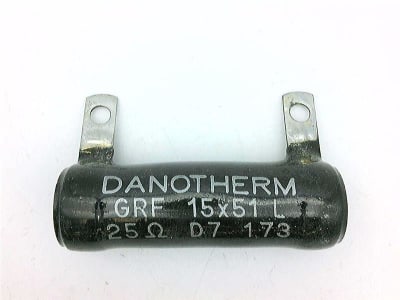 DANOTHERM
GRF 15x51 L
25Ω D7 173